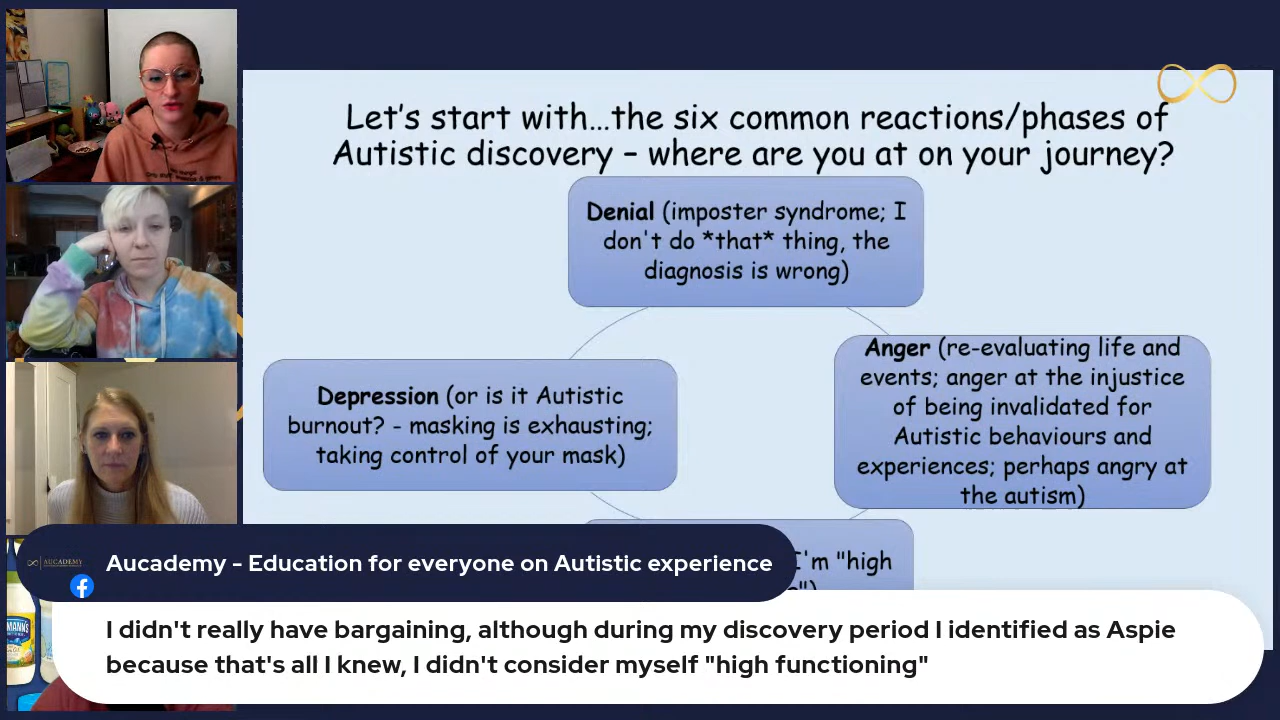 Let's start with...the six common reactions/phases of
Autistic discovery – where are you at on your journey?
Denial (imposter syndrome; I
don't do *that* thing, the
diagnosis is wrong)
Anger (re-evaluating life and
events; anger at the injustice
of being invalidated for
Autistic behaviours and
experiences; perhaps angry at
the autism)
Depression (or is it Autistic
burnout? - masking is exhausting;
taking control of your mask)
I'm "high
AUCADEMY
Aucademy - Education for everyone on Autistic experience
I didn't really have bargaining, although during my discovery period I identified as Aspie
because that's all I knew, I didn't consider myself "high functioning"